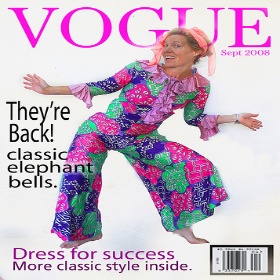 VOGUE
Sept 2008
They're
Back!
classic
elephant
bells.
Dress for success
More classic style inside.